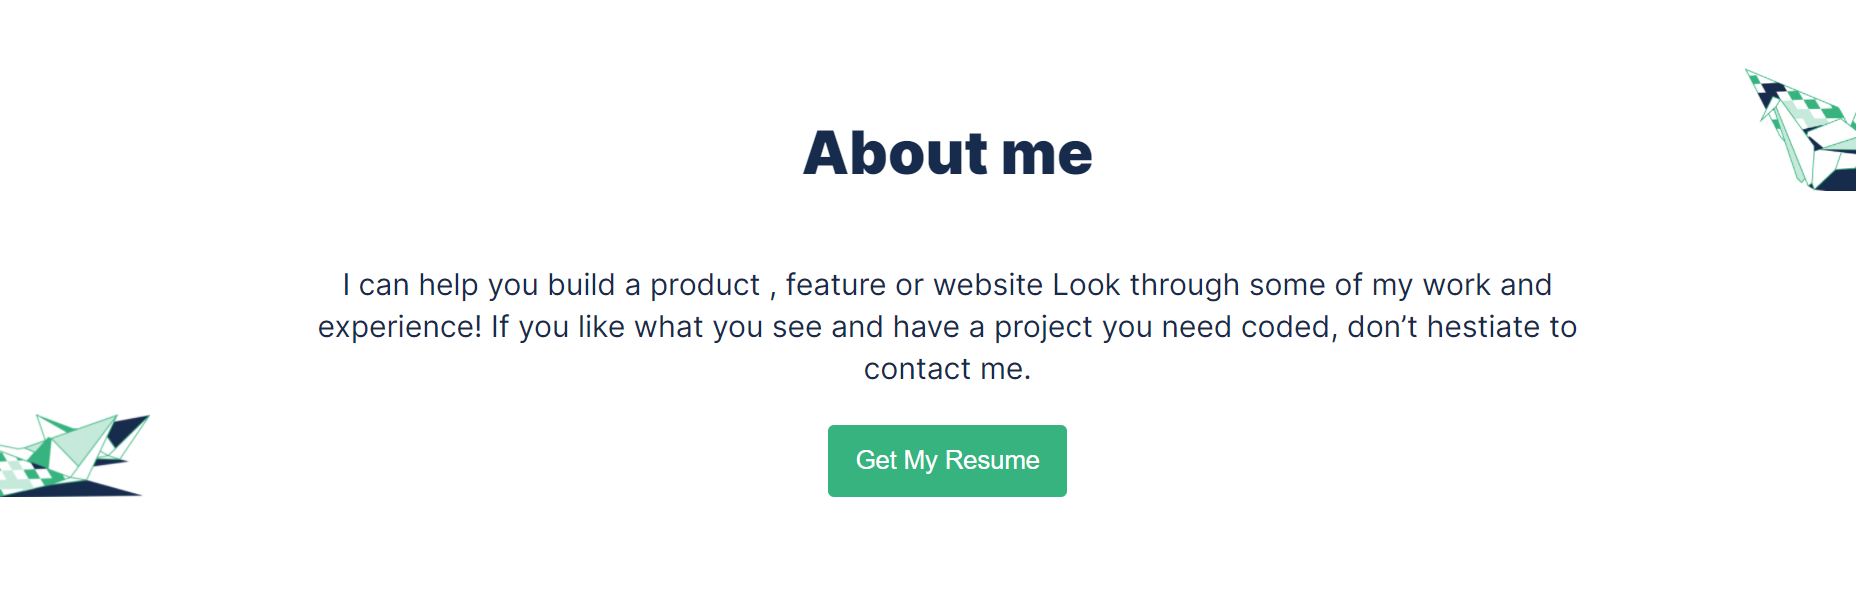 About me
I can help you build a product , feature or website Look through some of my work and
experience! If you like what you see and have a project you need coded, don’t hestiate to
contact me.
Get My Resume